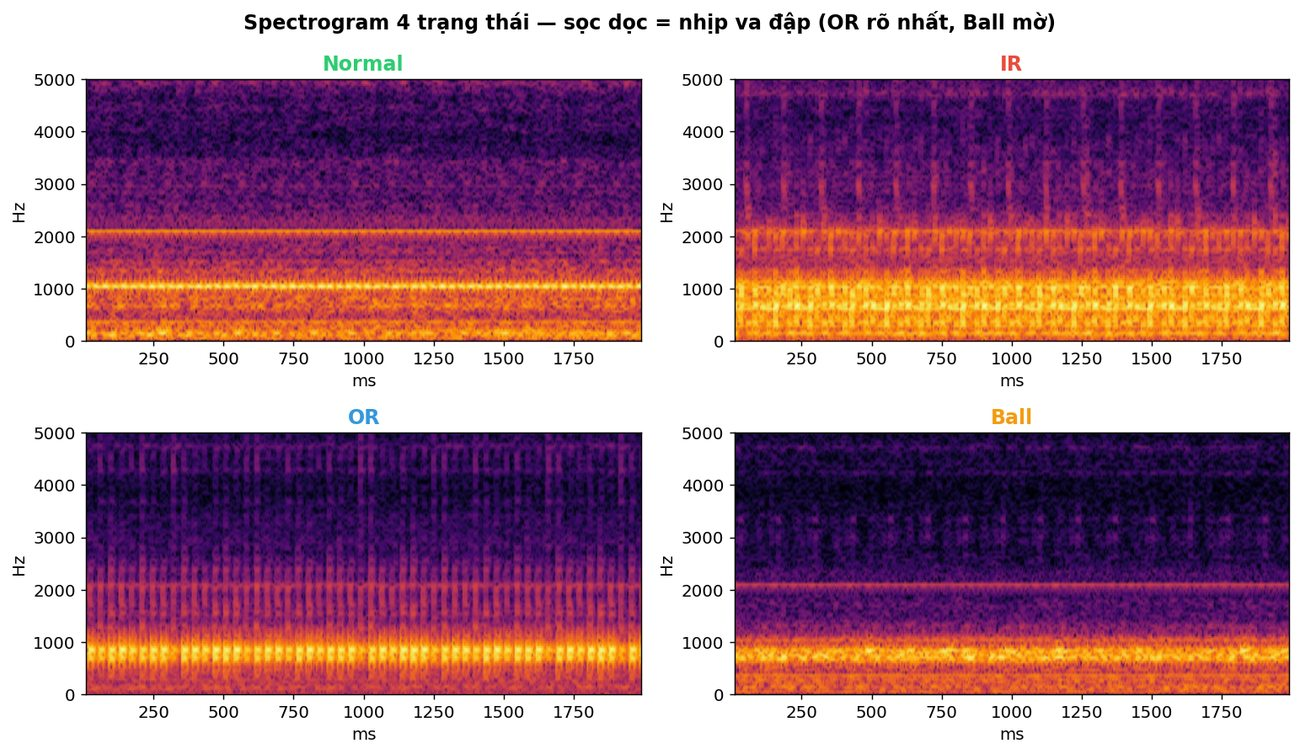 Spectrogram 4 trạng thái — sọc dọc = nhịp va đập (OR rõ nhất, Ball mờ)
Normal
5000
4000
3000
2000
1000
0
Hz
250 500 750 1000 1250 1500 1750
ms
IR
5000
4000
3000
2000
1000
0
Hz
250 500 750 1000 1250 1500 1750
ms
OR
5000
4000
3000
2000
1000
0
Hz
250 500 750 1000 1250 1500 1750
ms
Ball
5000
4000
3000
2000
1000
0
Hz
250 500 750 1000 1250 1500 1750
ms